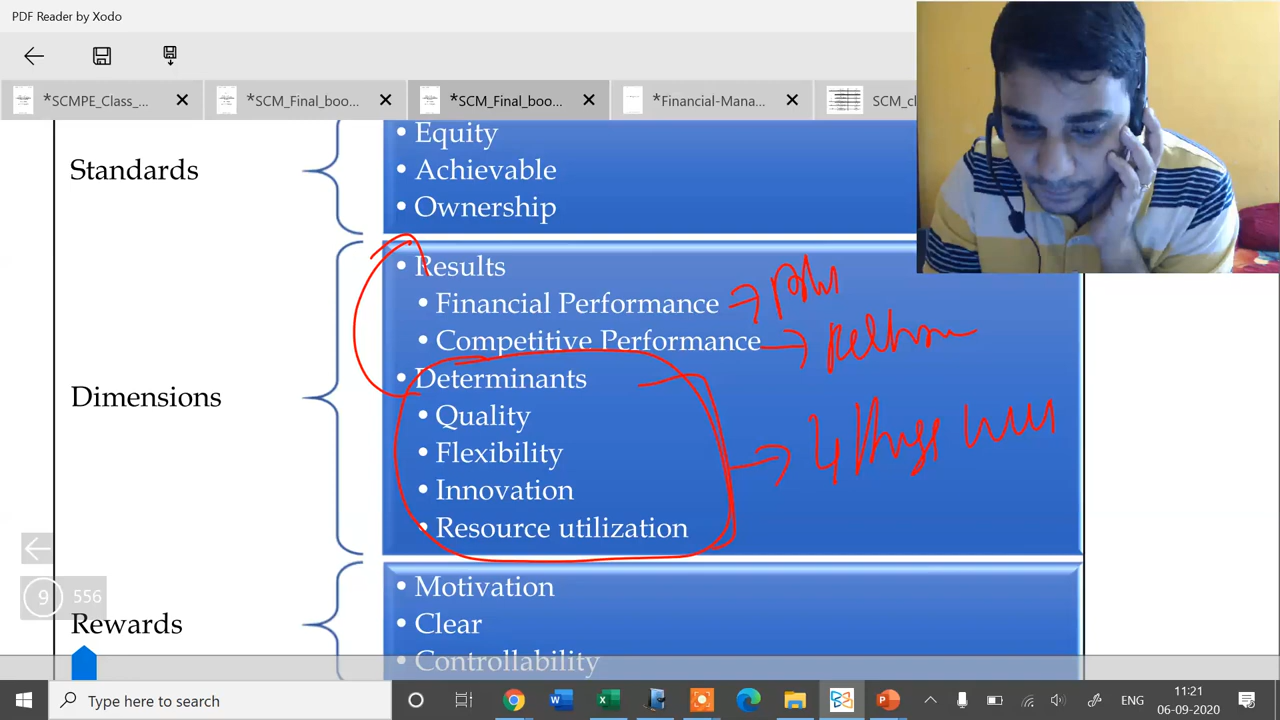 PDF Reader by Xodo
*SCMPE_Class_...
*SCM_Final_boo...
*SCM_Final_boo...
*Financial-Mana...
SCM_cl
Standards
• Equity
• Achievable
• Ownership
Dimensions
• Results
• Financial Performance
• Competitive Performance
• Determinants
• Quality
• Flexibility
• Innovation
• Resource utilization
9 556
Rewards
• Motivation
• Clear
• Controllability
Type here to search
ENG
11:21
06-09-2020